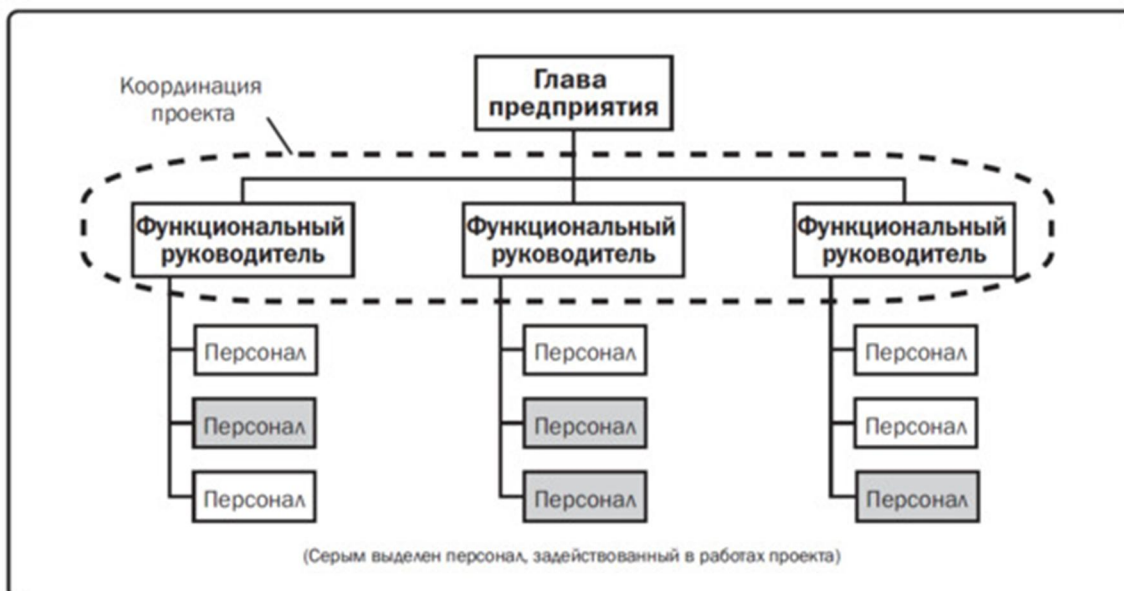 Координация
проекта
Глава
предприятия
Функциональный
руководитель
Функциональный
руководитель
Функциональный
руководитель
Персонал
Персонал
Персонал
Персонал
Персонал
Персонал
Персонал
Персонал
Персонал
(Серым выделен персонал, задействованный в работах проекта)